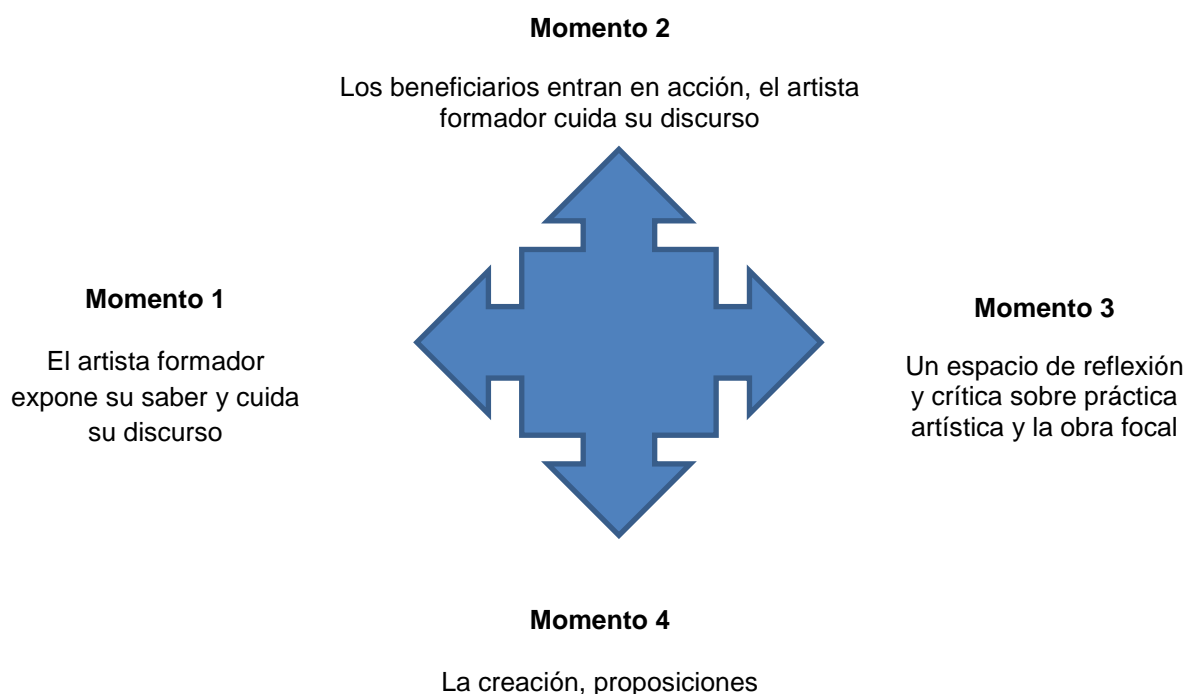 Momento 2
Los beneficiarios entran en acción, el artista
formador cuida su discurso
Momento 1
El artista formador
expone su saber y cuida
su discurso
Momento 3
Un espacio de reflexión
y crítica sobre práctica
artística y la obra focal
Momento 4
La creación, proposiciones